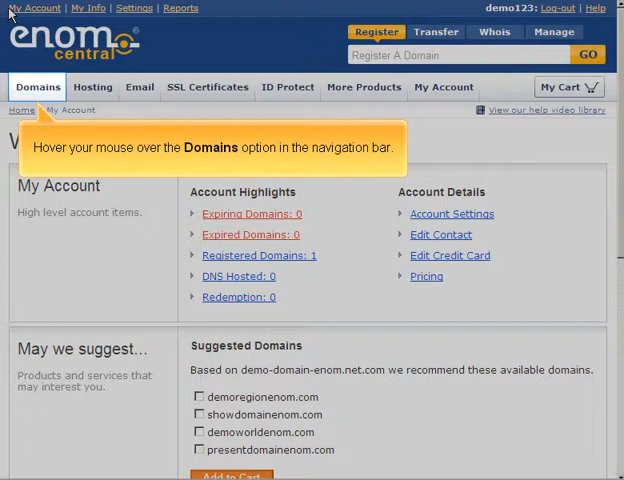 My Account | My Info | Settings | Reports
demo123: Log-out | Help
enom central
Register Transfer Whois Manage
Register A Domain GO
Domains Hosting Email SSL Certificates ID Protect More Products My Account My Cart
Home My Account
View our help video library
W
Hover your mouse over the Domains option in the navigation bar.
My Account
High level account items.
Account Highlights
Expiring Domains: 0
Expired Domains: 0
Registered Domains: 1
DNS Hosted: 0
Redemption: 0
Account Details
Account Settings
Edit Contact
Edit Credit Card
Pricing
May we suggest...
Products and services that
may interest you.
Suggested Domains
Based on demo-domain-enom.net.com we recommend these available domains.
demoregionenom.com
showdomainenom.com
demoworldenom.com
presentdomainenom.com
Add to Cart